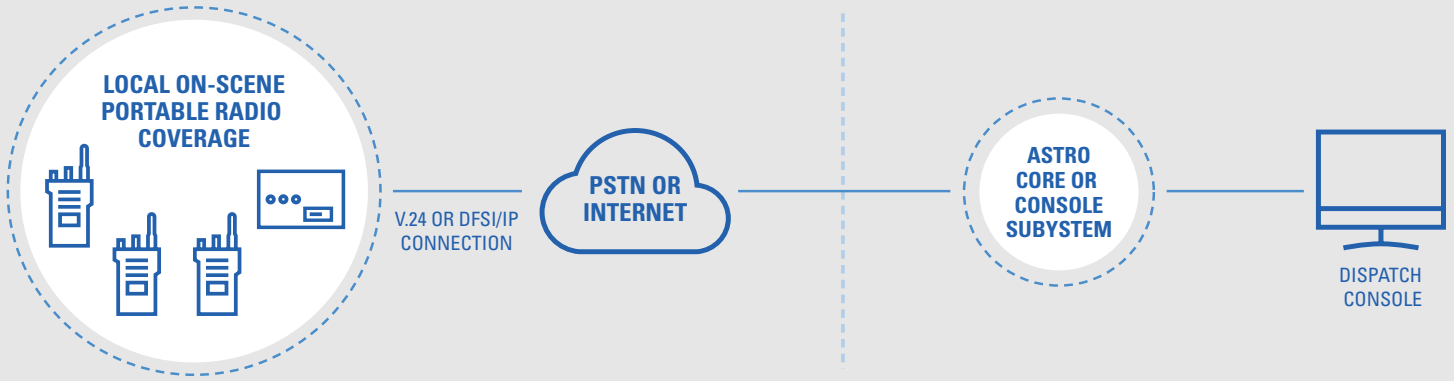 LOCAL ON-SCENE
PORTABLE RADIO
COVERAGE
V.24 OR DFSI/IP
CONNECTION
PSTN OR
INTERNET
ASTRO
CORE OR
CONSOLE
SUBYSTEM
DISPATCH
CONSOLE